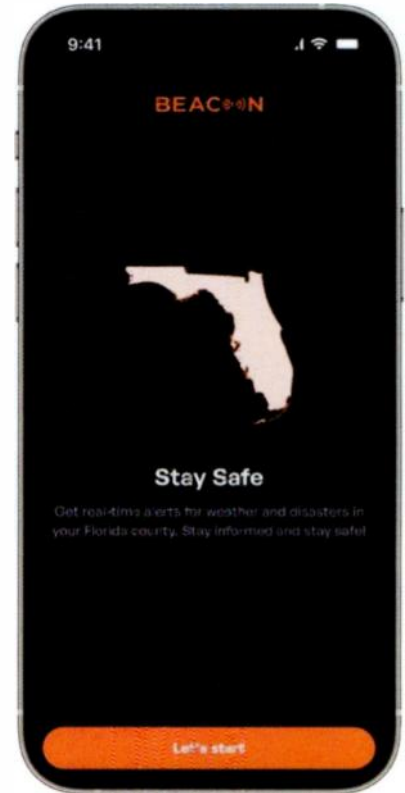 9:41
BEACON
Stay Safe
Get real-time alerts for weather and disasters in
your Florida county. Stay informed and stay safe!
Let's start